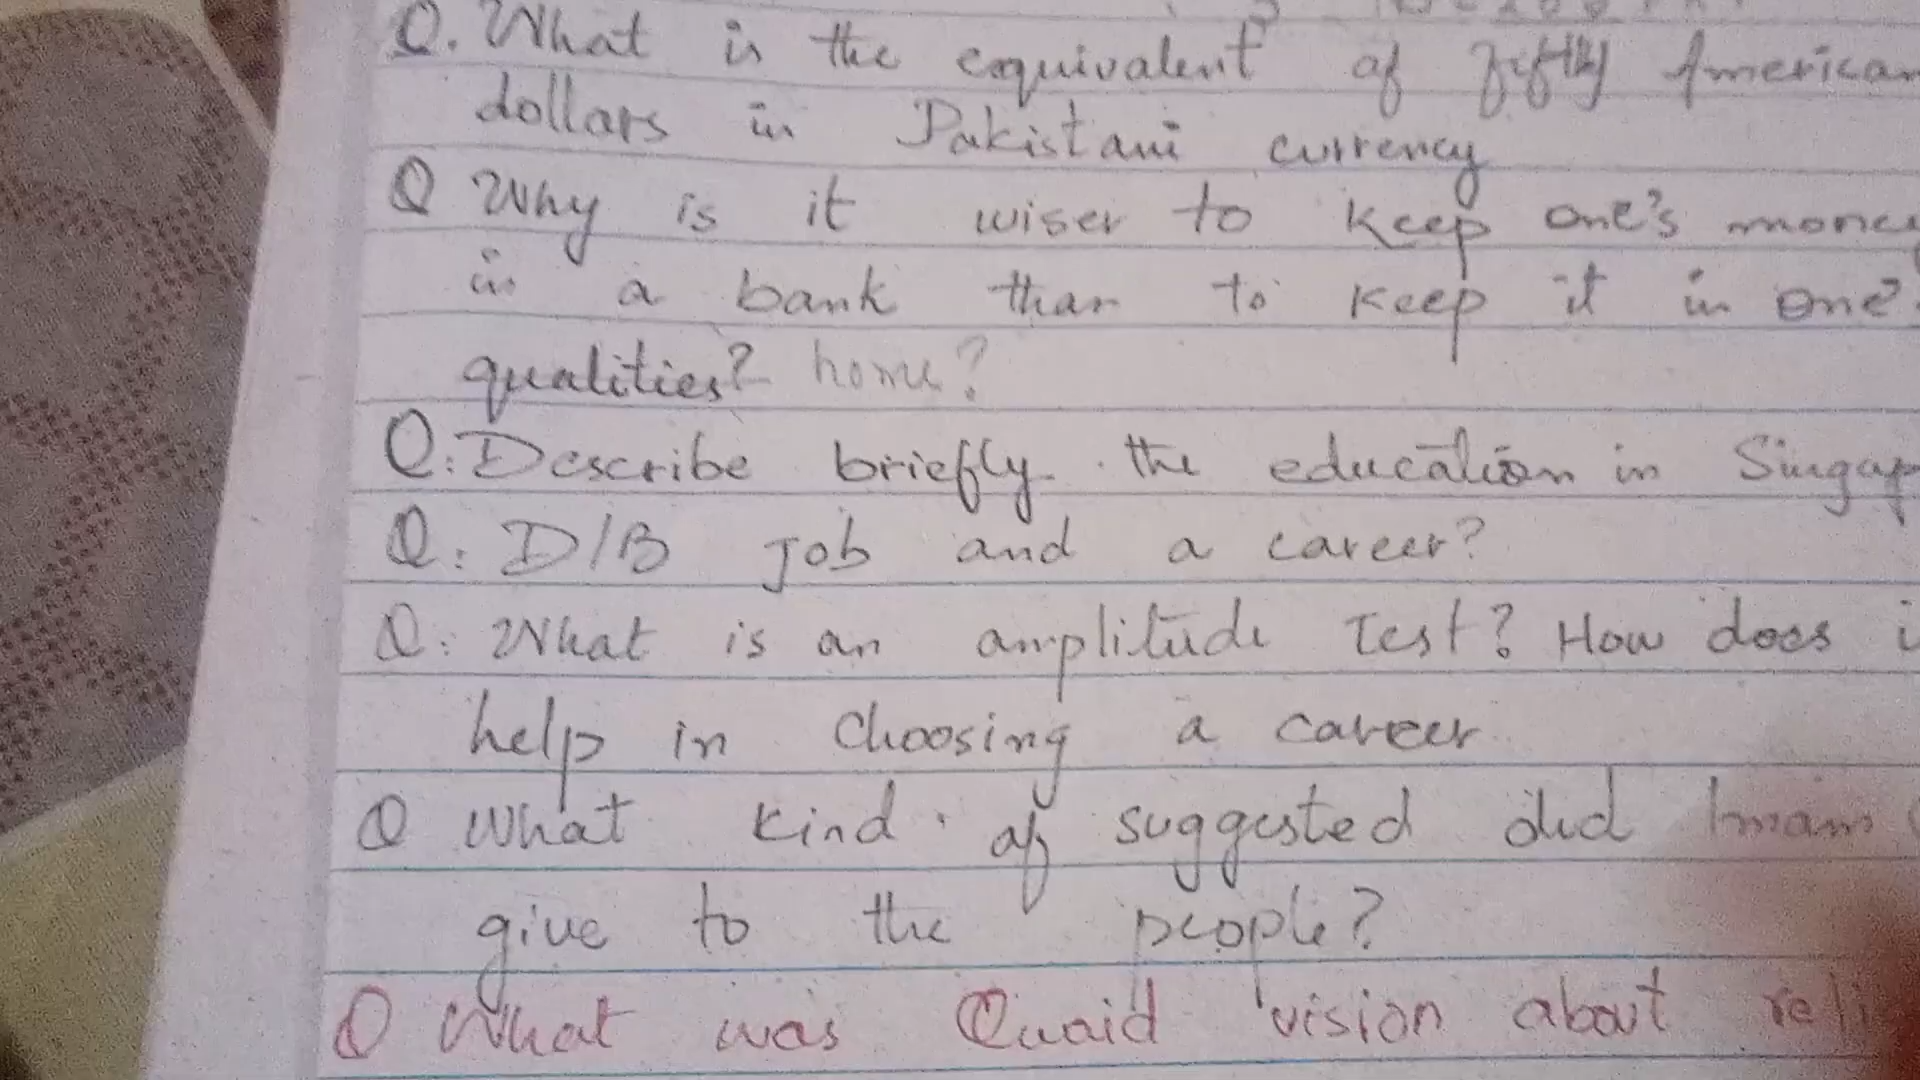 Q. What is the equivalent of fifty American
dollars in Pakistani currency
Q Why is it wiser to keep one's money
in a bank than to keep it in one's
qualities? home?
Q: Describe briefly the education in Singap
Q: D/B Job and a career?
Q: What is an amplitude Test? How does i
help in choosing a career
Q What kind of suggested did Imam
give to the people?
Q What was Quaid vision about reli